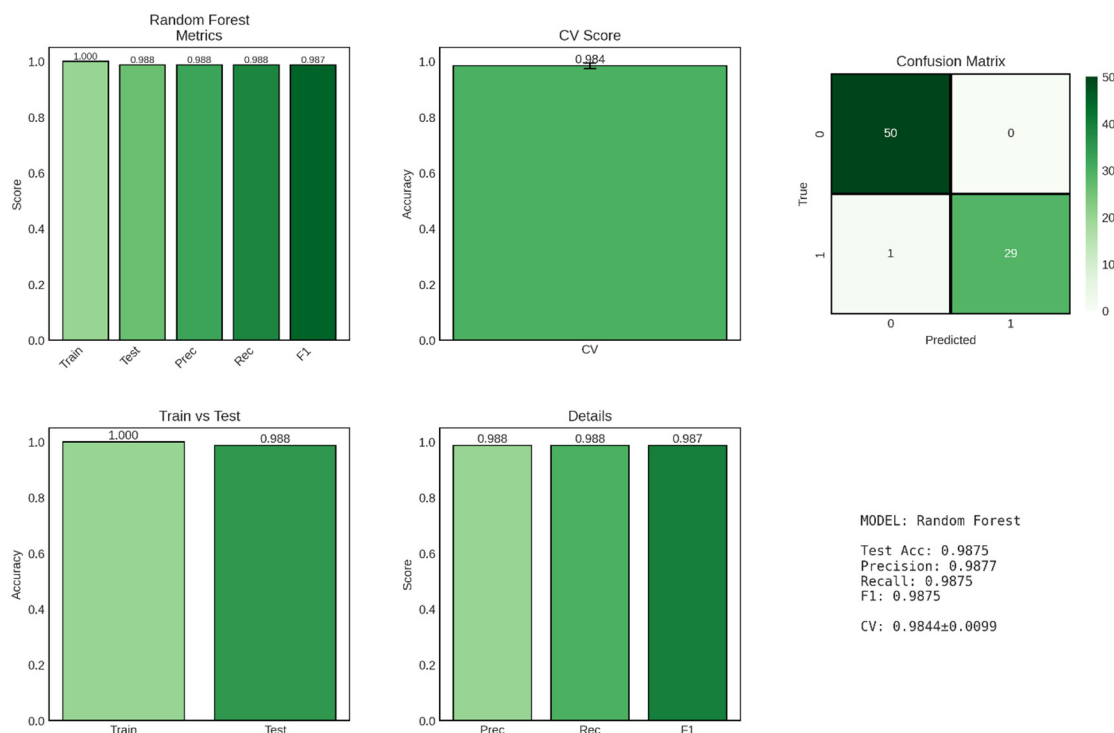 Random Forest
Metrics
Score
1.0
0.8
0.6
0.4
0.2
0.0
1.000
0.988
0.988
0.988
0.987
Train
Test
Prec
Rec
F1
CV Score
Accuracy
1.0
0.8
0.6
0.4
0.2
0.0
0.984
CV
Confusion Matrix
True
0
1
50
0
1
29
0
1
Predicted
50
40
30
20
10
0
Train vs Test
Accuracy
1.0
0.8
0.6
0.4
0.2
0.0
1.000
0.988
Train
Test
Details
Score
1.0
0.8
0.6
0.4
0.2
0.0
0.988
0.988
0.987
Prec
Rec
F1
MODEL: Random Forest
Test Acc: 0.9875
Precision: 0.9877
Recall: 0.9875
F1: 0.9875
CV: 0.9844±0.0099